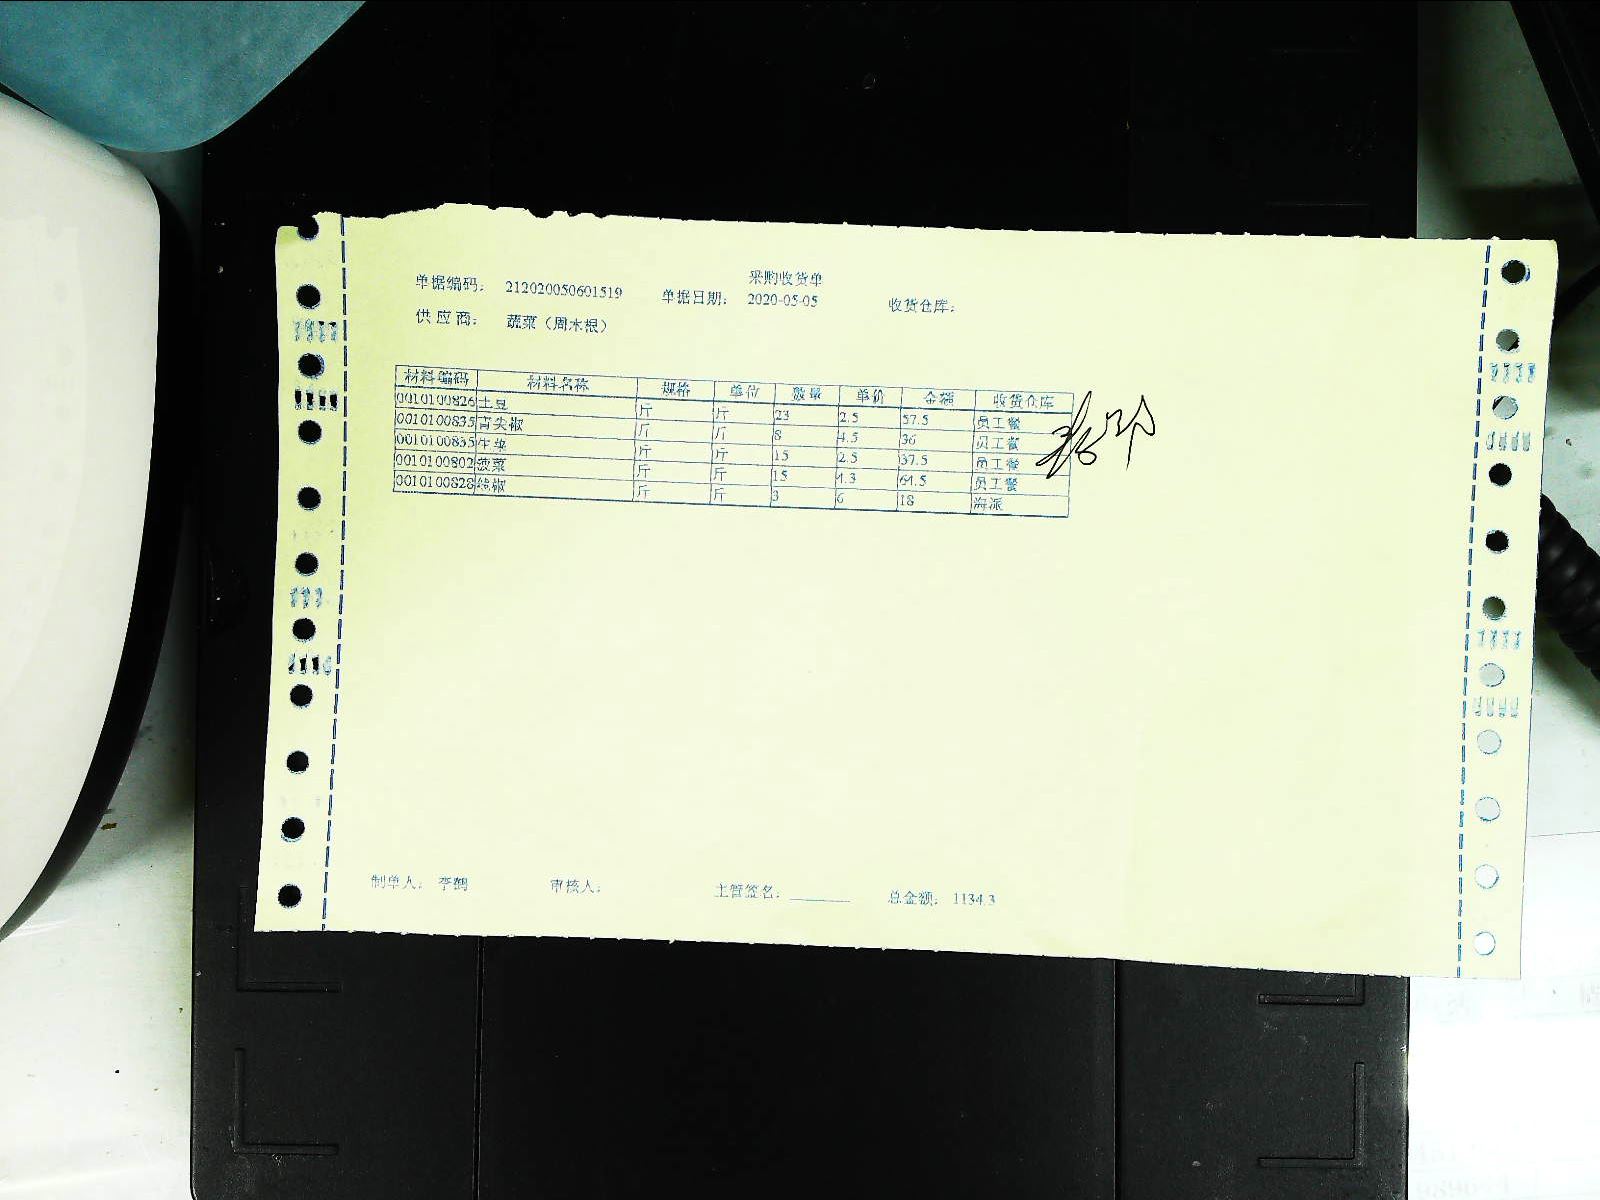 采购收货单
单据编码: 212020050601519 单据日期: 2020-05-05 收货仓库:
供应商: 蔬菜（周水根）
材料编码 材料名称 规格 单位 数量 单价 金额 收货仓库
0010100826 土豆 斤 斤 23 2.5 57.5 员工餐
0010100835 青尖椒 斤 斤 8 4.5 36 员工餐
0010100835 生菜 斤 斤 15 2.5 37.5 员工餐
0010100802 菠菜 斤 斤 15 4.3 64.5 员工餐
0010100828 线椒 斤 斤 3 6 18 海派
制单人: 李鹤 审核人: 主管签名: 总金额: 1134.3